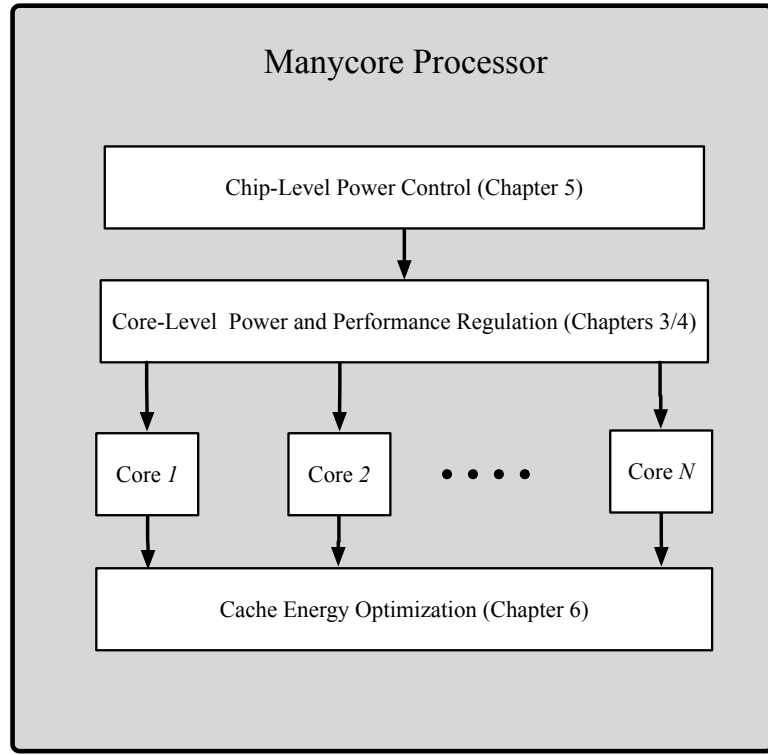 Manycore Processor
Chip-Level Power Control (Chapter 5)
Core-Level Power and Performance Regulation (Chapters 3/4)
Core 1
Core 2
Core N
Cache Energy Optimization (Chapter 6)